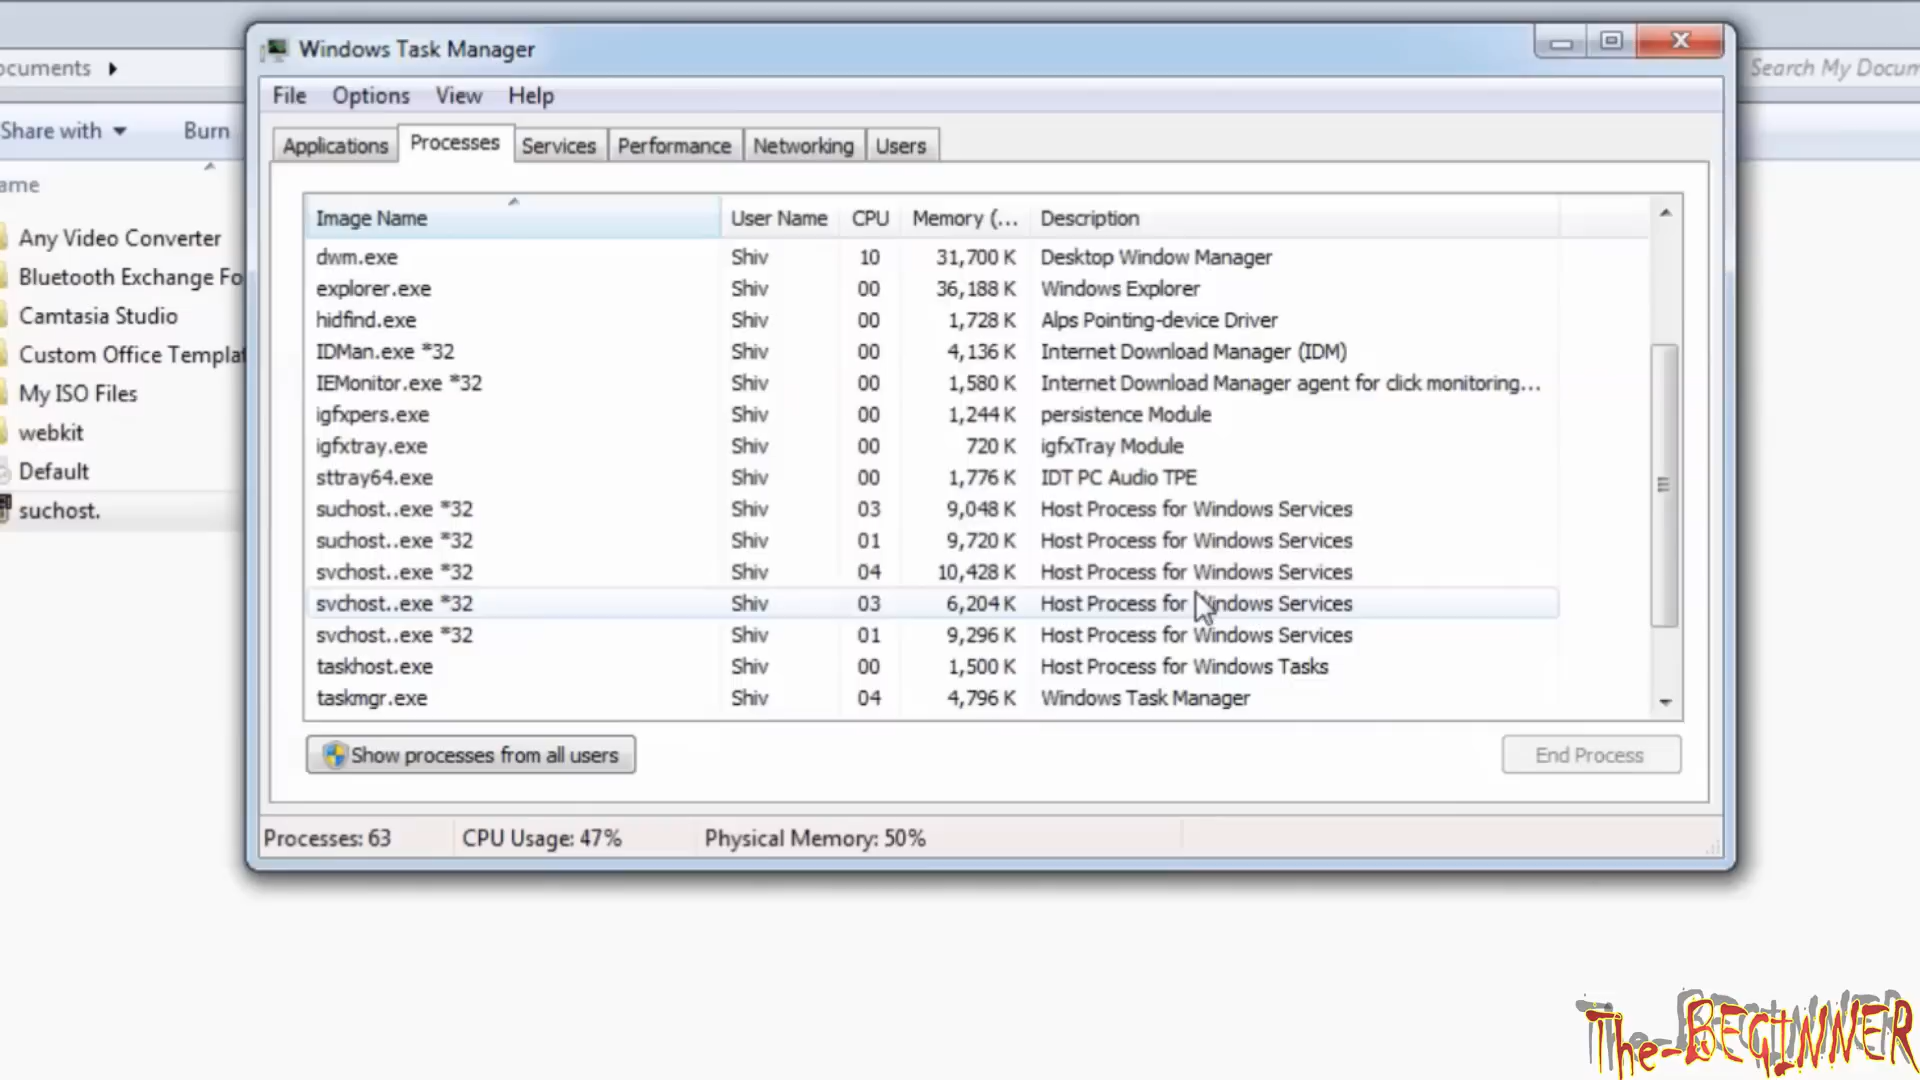 Windows Task Manager
ocuments
Search My Docum
File Options View Help
Share with Burn
Applications Processes Services Performance Networking Users
ame
Image Name User Name CPU Memory (... Description
Any Video Converter
Bluetooth Exchange Fo
Camtasia Studio
Custom Office Templat
My ISO Files
webkit
Default
suchost.
dwm.exe Shiv 10 31,700 K Desktop Window Manager
explorer.exe Shiv 00 36,188 K Windows Explorer
hidfind.exe Shiv 00 1,728 K Alps Pointing-device Driver
IDMan.exe *32 Shiv 00 4,136 K Internet Download Manager (IDM)
IEMonitor.exe *32 Shiv 00 1,580 K Internet Download Manager agent for click monitoring...
igfxpers.exe Shiv 00 1,244 K persistence Module
igfxtray.exe Shiv 00 720 K igfxTray Module
sttray64.exe Shiv 00 1,776 K IDT PC Audio TPE
suchost..exe *32 Shiv 03 9,048 K Host Process for Windows Services
suchost..exe *32 Shiv 01 9,720 K Host Process for Windows Services
svchost..exe *32 Shiv 04 10,428 K Host Process for Windows Services
svchost..exe *32 Shiv 03 6,204 K Host Process for Windows Services
svchost..exe *32 Shiv 01 9,296 K Host Process for Windows Services
taskhost.exe Shiv 00 1,500 K Host Process for Windows Tasks
taskmgr.exe Shiv 04 4,796 K Windows Task Manager
Show processes from all users End Process
Processes: 63 CPU Usage: 47% Physical Memory: 50%
The-BEGINNER